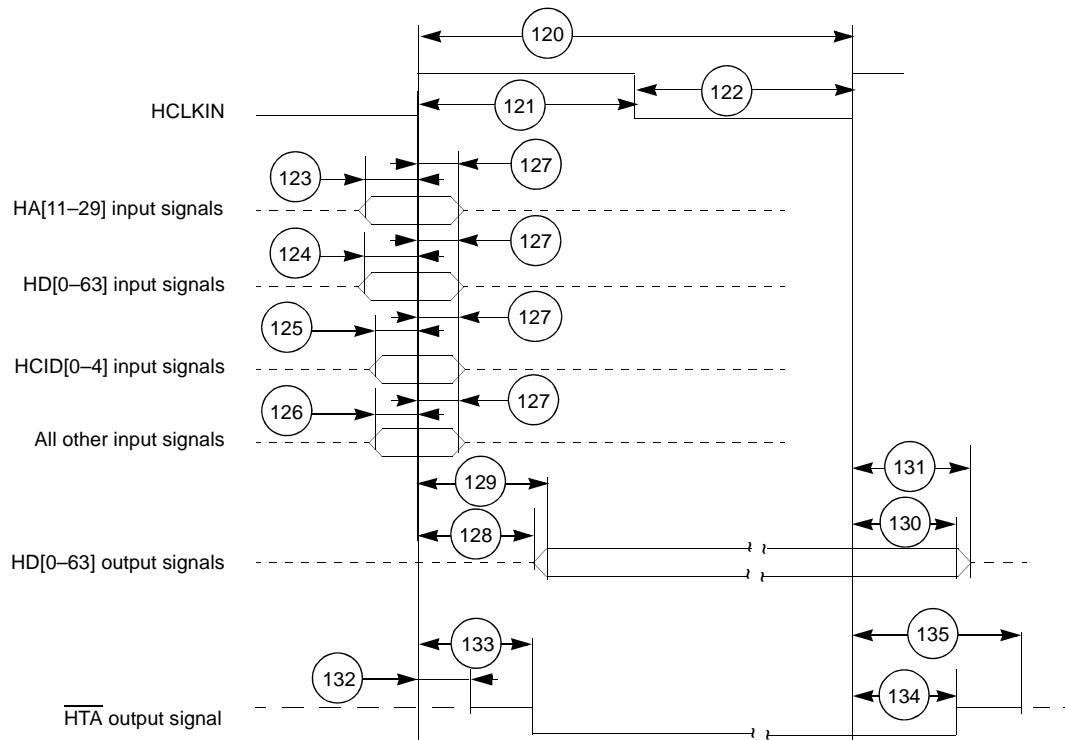 120
122
121
HCLKIN
127
123
HA[11–29] input signals
127
124
HD[0–63] input signals
127
125
HCID[0–4] input signals
127
126
All other input signals
131
129
130
128
HD[0–63] output signals
135
133
132
134
HTA output signal